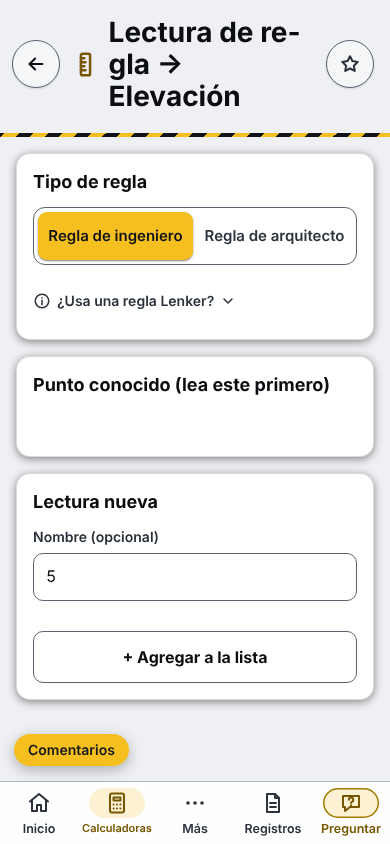 Lectura de re-
gla →
Elevación
Tipo de regla
Regla de ingeniero
Regla de arquitecto
¿Usa una regla Lenker?
Punto conocido (lea este primero)
Lectura nueva
Nombre (opcional)
5
+ Agregar a la lista
Comentarios
Inicio
Calculadoras
Más
Registros
Preguntar